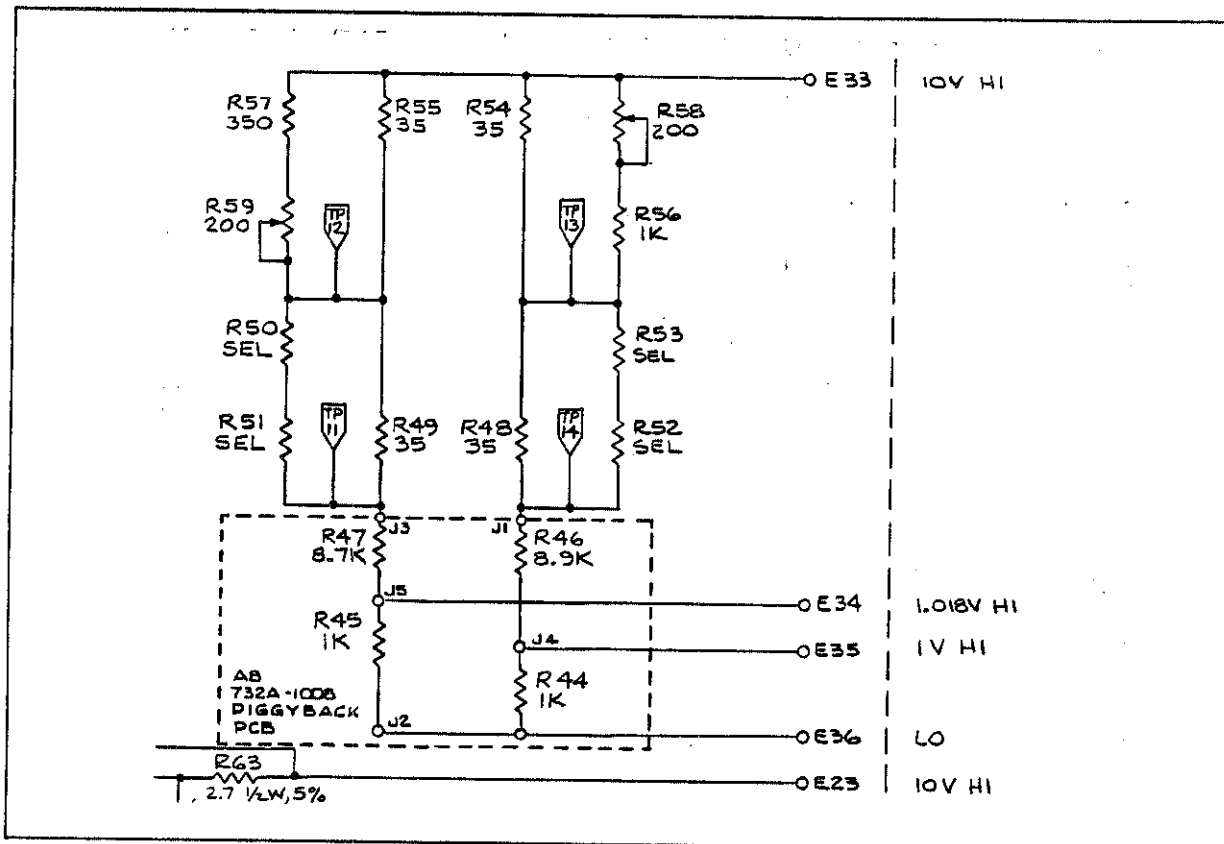 E33
10V HI
R57
350
R55
35
R54
35
R58
200
R59
200
TP
12
TP
13
R56
1K
R50
SEL
R53
SEL
R51
SEL
TP
11
R49
35
R48
35
TP
14
R52
SEL
J3
J1
R47
8.7K
R46
8.9K
J5
E34
1.018V HI
R45
1K
J4
E35
1V HI
R44
1K
A8
732A-1008
PIGGYBACK
PCB
J2
E36
LO
R63
2.7 1/2W, 5%
E23
10V HI